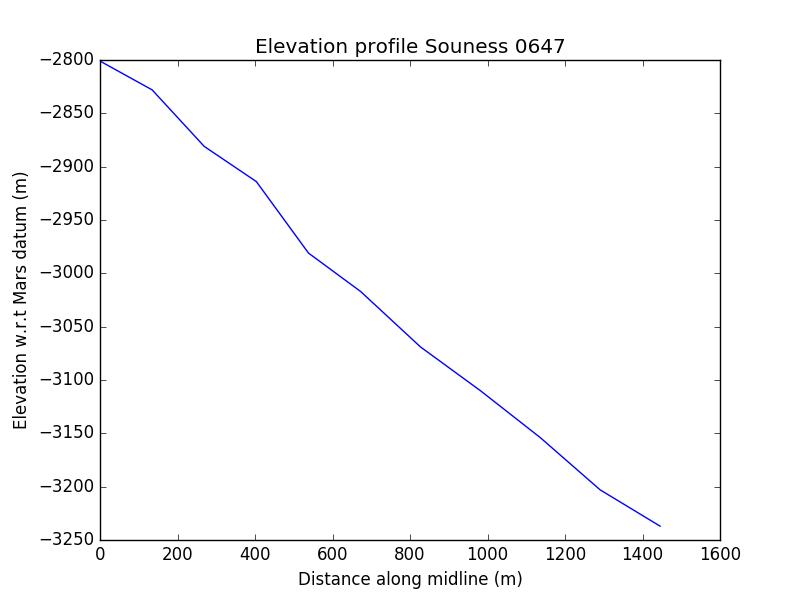 Elevation profile Souness 0647
−2800
−2850
−2900
−2950
−3000
−3050
−3100
−3150
−3200
−3250
Elevation w.r.t Mars datum (m)
0 200 400 600 800 1000 1200 1400 1600
Distance along midline (m)